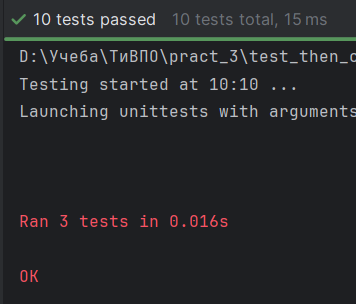 10 tests passed 10 tests total, 15 ms
D:\Учеба\ТиВПО\pract_3\test_then_
Testing started at 10:10 ...
Launching unittests with arguments
Ran 3 tests in 0.016s
OK